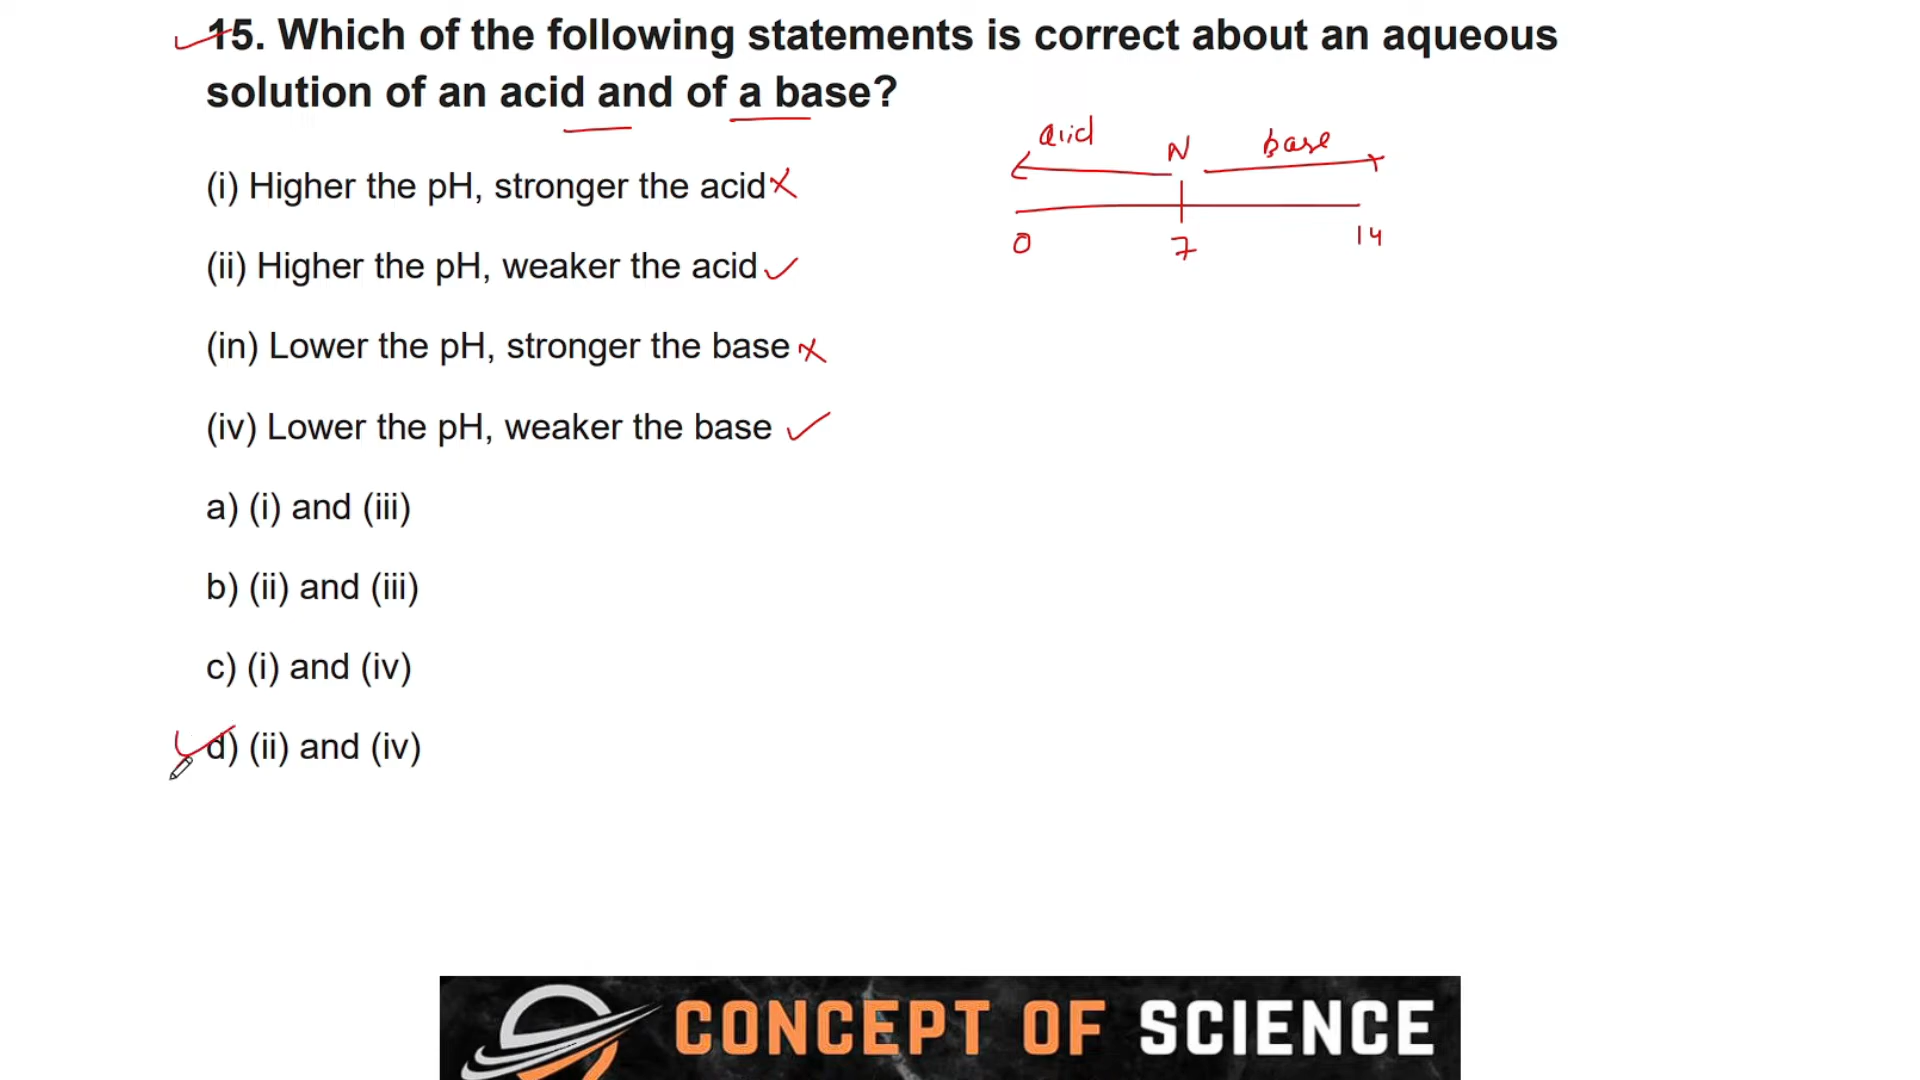 15. Which of the following statements is correct about an aqueous
solution of an acid and of a base?
acid N base
0 7 14
(i) Higher the pH, stronger the acid
(ii) Higher the pH, weaker the acid
(in) Lower the pH, stronger the base
(iv) Lower the pH, weaker the base
a) (i) and (iii)
b) (ii) and (iii)
c) (i) and (iv)
d) (ii) and (iv)
CONCEPT OF SCIENCE